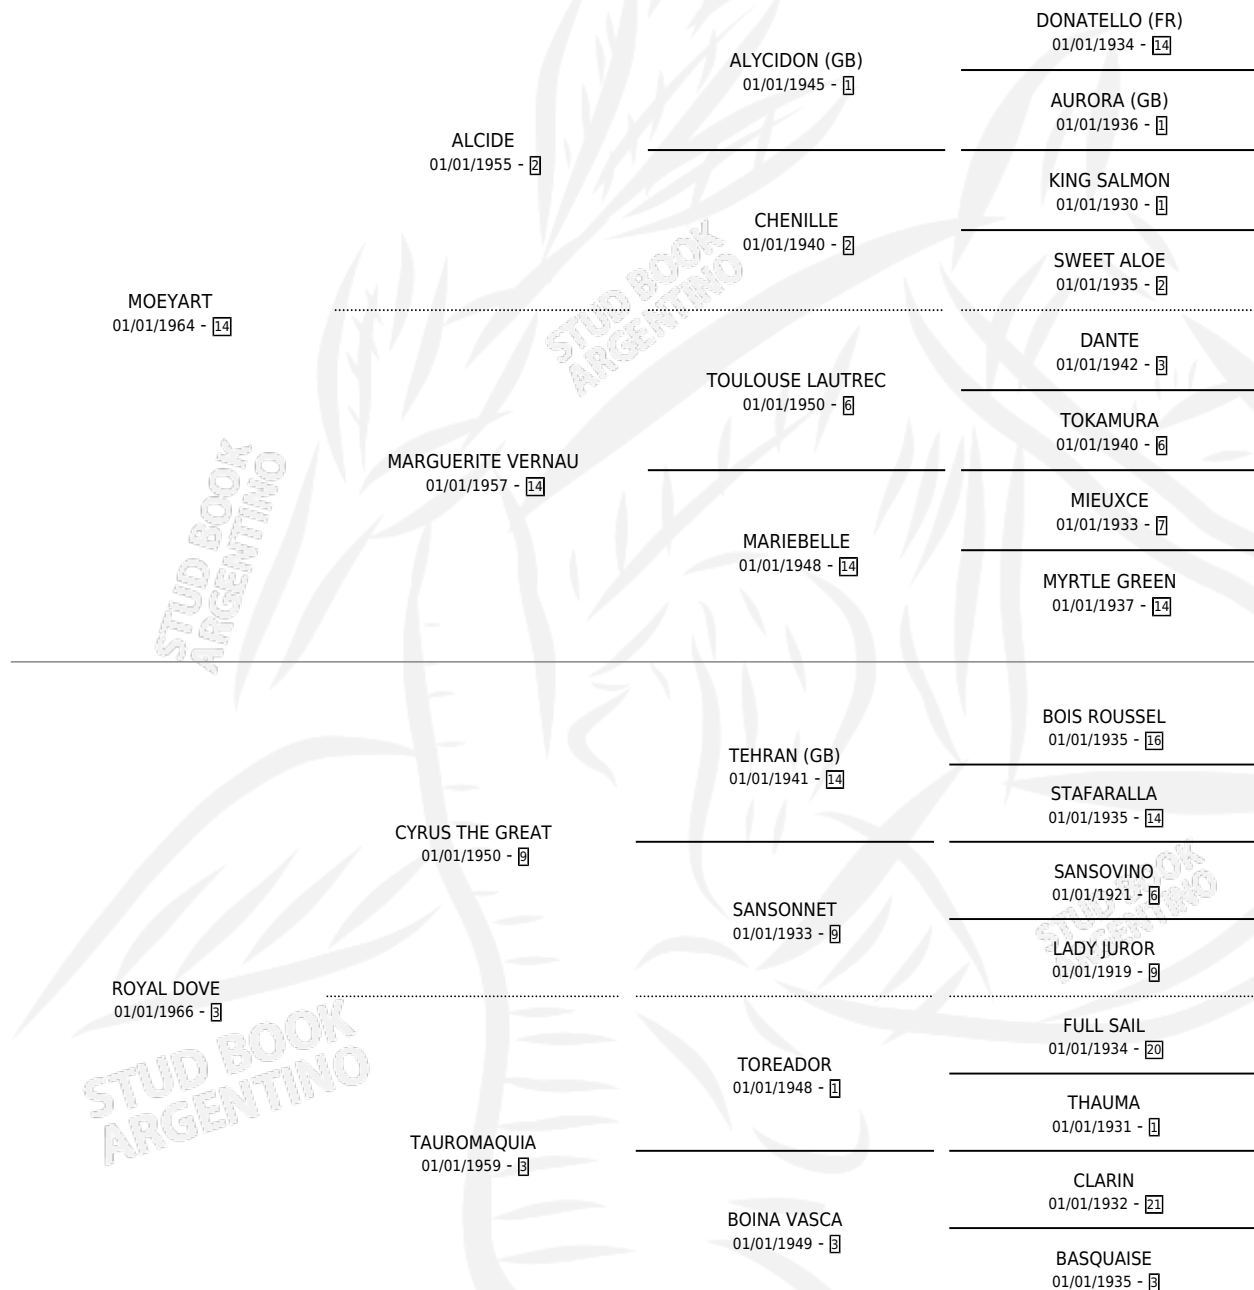 DONATELLO (FR)
01/01/1934 - 14
ALYCIDON (GB)
01/01/1945 - 1
AURORA (GB)
01/01/1936 - 1
ALCIDE
01/01/1955 - 2
KING SALMON
01/01/1930 - 1
CHENILLE
01/01/1940 - 2
SWEET ALOE
01/01/1935 - 2
MOEYART
01/01/1964 - 14
STUD BOOK
ARGENTINO
DANTE
01/01/1942 - 3
TOULOUSE LAUTREC
01/01/1950 - 6
TOKAMURA
01/01/1940 - 6
MARGUERITE VERNAU
01/01/1957 - 14
MIEUXCE
01/01/1933 - 7
MARIEBELLE
01/01/1948 - 14
MYRTLE GREEN
01/01/1937 - 14
STUD BOOK
ARGENTINO
BOIS ROUSSEL
01/01/1935 - 16
TEHRAN (GB)
01/01/1941 - 14
STAFARALLA
01/01/1935 - 14
CYRUS THE GREAT
01/01/1950 - 9
SANSOVINO
01/01/1921 - 6
SANSONNET
01/01/1933 - 9
LADY JUROR
01/01/1919 - 9
STUD BOOK
ARGENTINO
ROYAL DOVE
01/01/1966 - 3
STUD BOOK
ARGENTINO
FULL SAIL
01/01/1934 - 20
TOREADOR
01/01/1948 - 1
THAUMA
01/01/1931 - 1
TAUROMAQUIA
01/01/1959 - 3
CLARIN
01/01/1932 - 21
BOINA VASCA
01/01/1949 - 3
BASQUAISE
01/01/1935 - 3